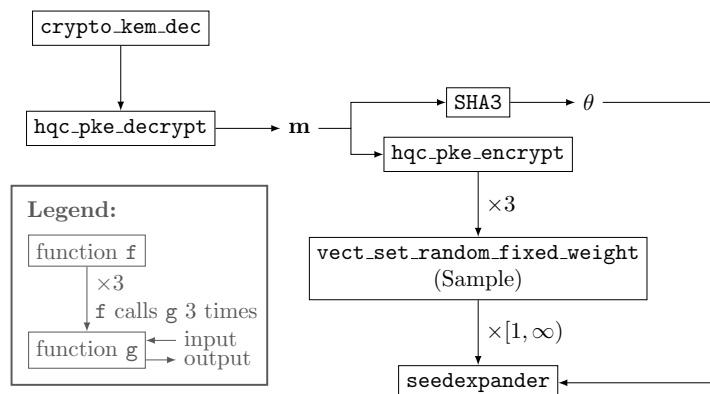 crypto_kem_dec
SHA3
θ
hqc_pke_decrypt
m
hqc_pke_encrypt
×3
Legend:
vect_set_random_fixed_weight
(Sample)
function f
×3
f calls g 3 times
×[1, ∞)
function g
input
output
seedexpander